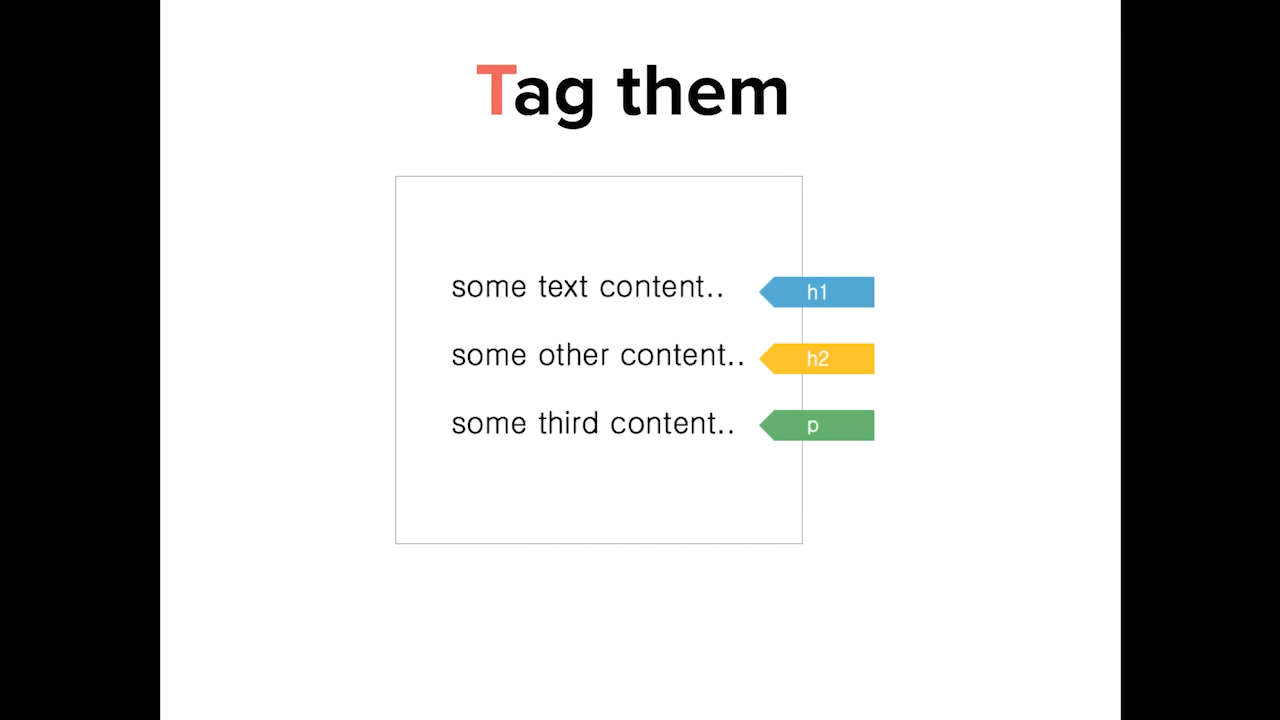 Tag them
some text content..
h1
some other content..
h2
some third content..
p